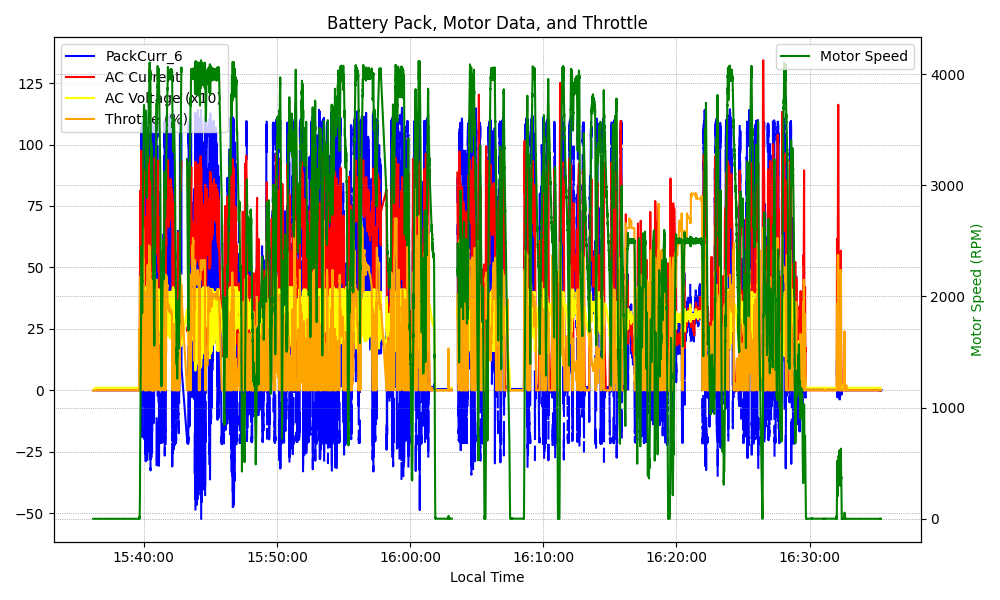 Battery Pack, Motor Data, and Throttle
PackCurr_6
AC Current
AC Voltage (x10)
Throttle (%)
Motor Speed
125
100
75
50
25
0
−25
−50
4000
3000
2000
1000
0
Motor Speed (RPM)
15:40:00 15:50:00 16:00:00 16:10:00 16:20:00 16:30:00
Local Time